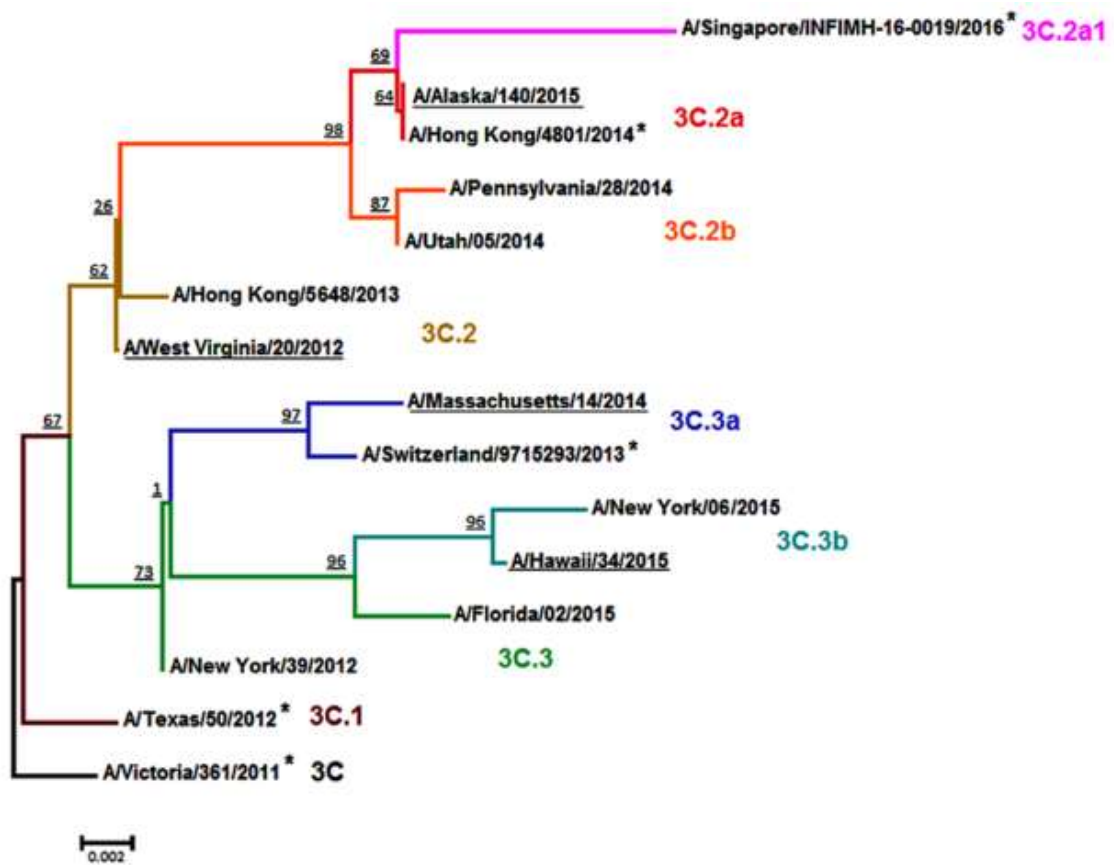 A/Singapore/INFIMH-16-0019/2016* 3C.2a1
69
A/Alaska/140/2015
64
3C.2a
A/Hong Kong/4801/2014*
98
A/Pennsylvania/28/2014
87
3C.2b
A/Utah/05/2014
26
62
A/Hong Kong/5648/2013
3C.2
A/West Virginia/20/2012
A/Massachusetts/14/2014
97
3C.3a
67
A/Switzerland/9715293/2013*
1
A/New York/06/2015
96
3C.3b
A/Hawaii/34/2015
96
73
A/Florida/02/2015
3C.3
A/New York/39/2012
A/Texas/50/2012* 3C.1
A/Victoria/361/2011* 3C
0.002